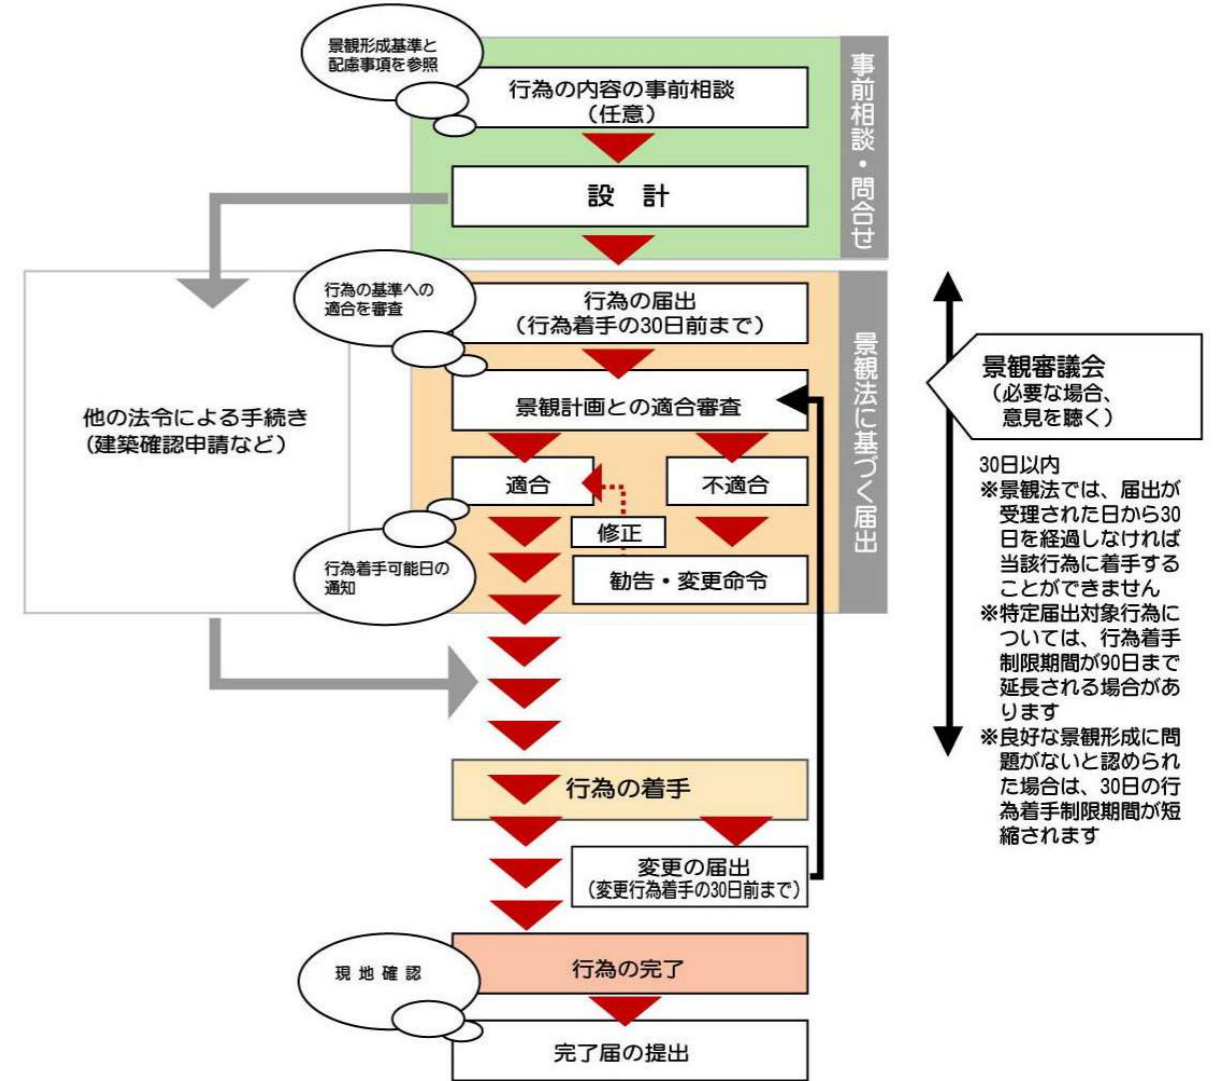 景観形成基準と
配慮事項を参照
行為の内容の事前相談
(任意)
設 計
事前相談・問合せ
行為の基準への
適合を審査
行為の届出
(行為着手の30日前まで)
景観計画との適合審査
適合
不適合
修正
勧告・変更命令
行為着手可能日の
通知
景観法に基づく届出
他の法令による手続き
(建築確認申請など)
景観審議会
(必要な場合、
意見を聴く)
30日以内
※景観法では、届出が
受理された日から30
日を経過しなければ
当該行為に着手する
ことができません
※特定届出対象行為に
ついては、行為着手
制限期間が90日まで
延長される場合があ
ります
※良好な景観形成に問
題がないと認められ
た場合は、30日の行
為着手制限期間が短
縮されます
行為の着手
変更の届出
(変更行為着手の30日前まで)
現 地 確 認
行為の完了
完了届の提出